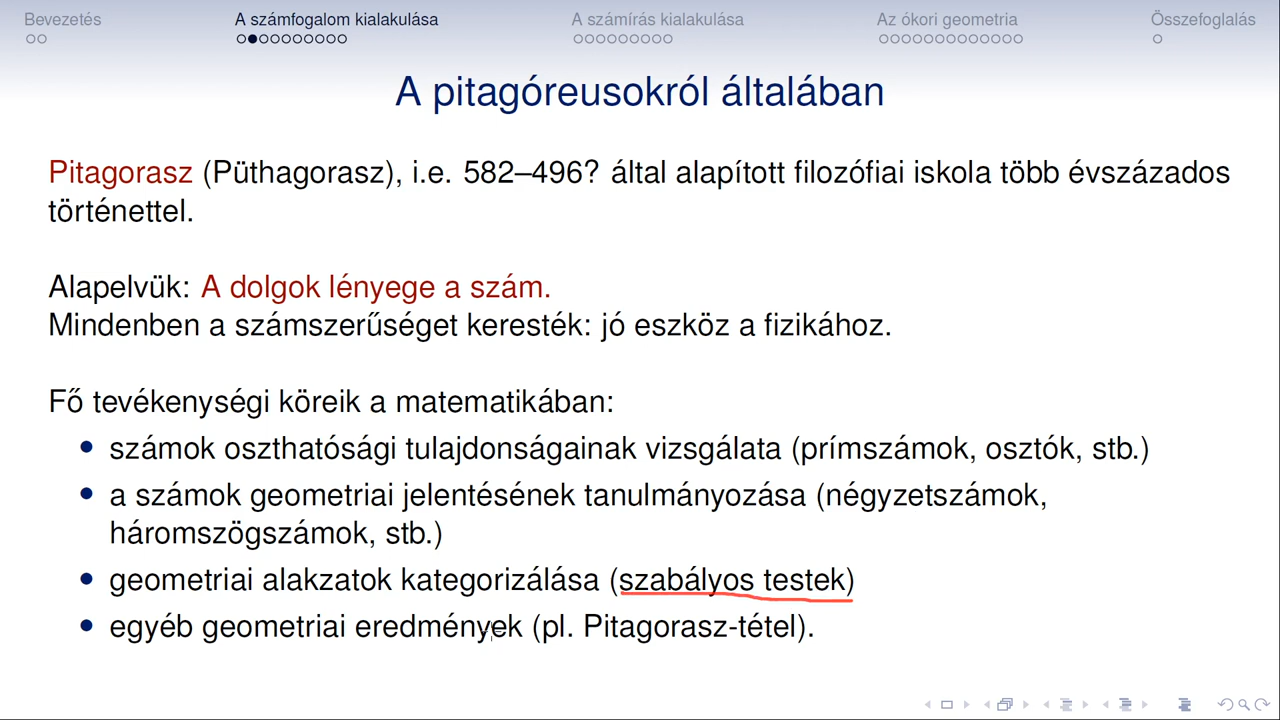 Bevezetés
A számfogalom kialakulása
A számírás kialakulása
Az ókori geometria
Összefoglalás
A pitagóreusokról általában
Pitagorasz (Püthagorasz), i.e. 582–496? által alapított filozófiai iskola több évszázados
történettel.
Alapelvük: A dolgok lényege a szám.
Mindenben a számszerűséget keresték: jó eszköz a fizikához.
Fő tevékenységi köreik a matematikában:
számok oszthatósági tulajdonságainak vizsgálata (prímszámok, osztók, stb.)
a számok geometriai jelentésének tanulmányozása (négyzetszámok,
háromszögszámok, stb.)
geometriai alakzatok kategorizálása (szabályos testek)
egyéb geometriai eredmények (pl. Pitagorasz-tétel).